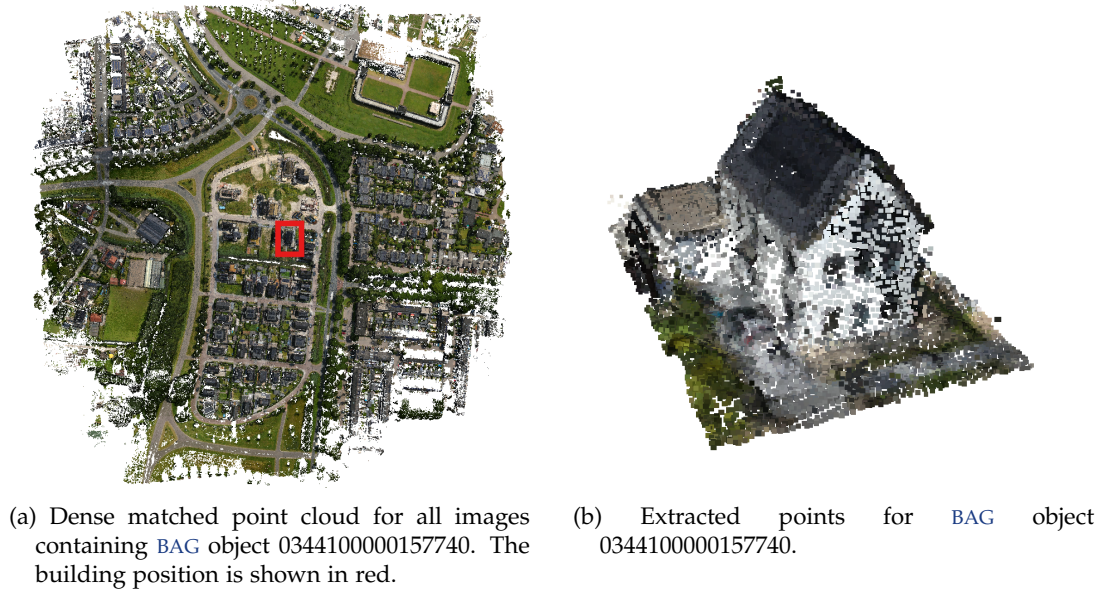 (a) Dense matched point cloud for all images
containing BAG object 0344100000157740. The
building position is shown in red.
(b) Extracted points for BAG object
0344100000157740.